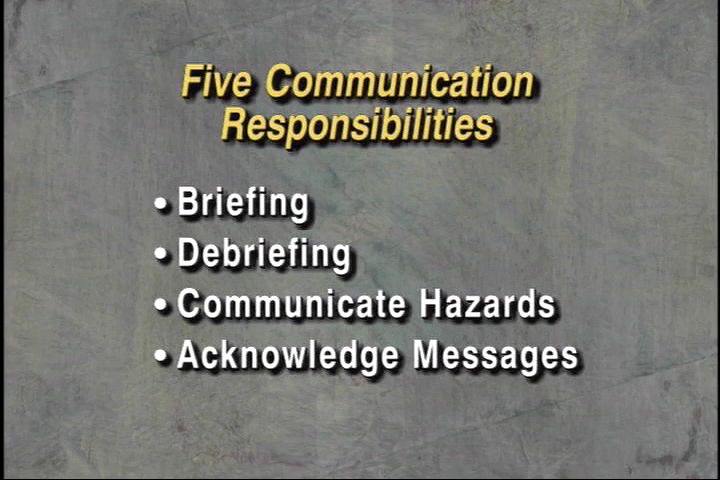 Five Communication
Responsibilities
• Briefing
• Debriefing
• Communicate Hazards
• Acknowledge Messages